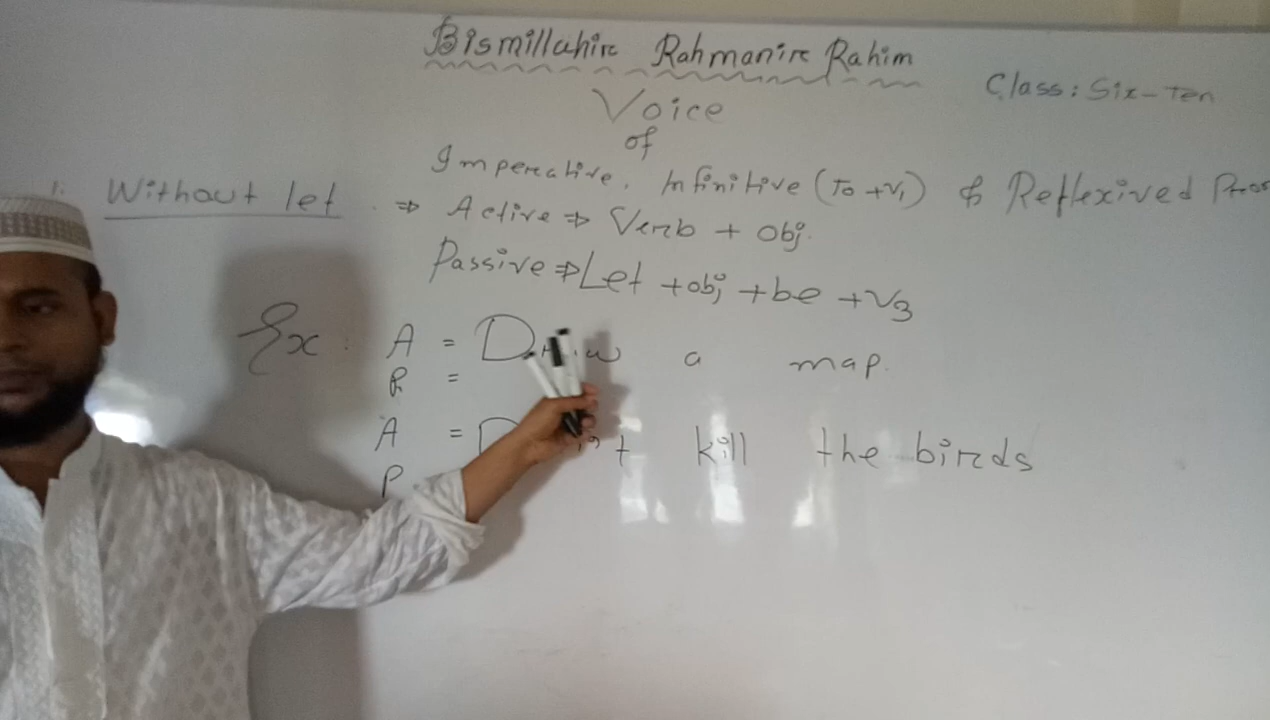 Bismillahir Rahmanir Rahim
Class: Six-Ten
Voice
of
Imperative, Infinitive (To +V1) & Reflexived
1. Without let ⇒ Active ⇒ Verb + Obj.
Passive ⇒ Let + obj + be + V3
Ex: A = Draw a map.
P =
A = kill the birds
P